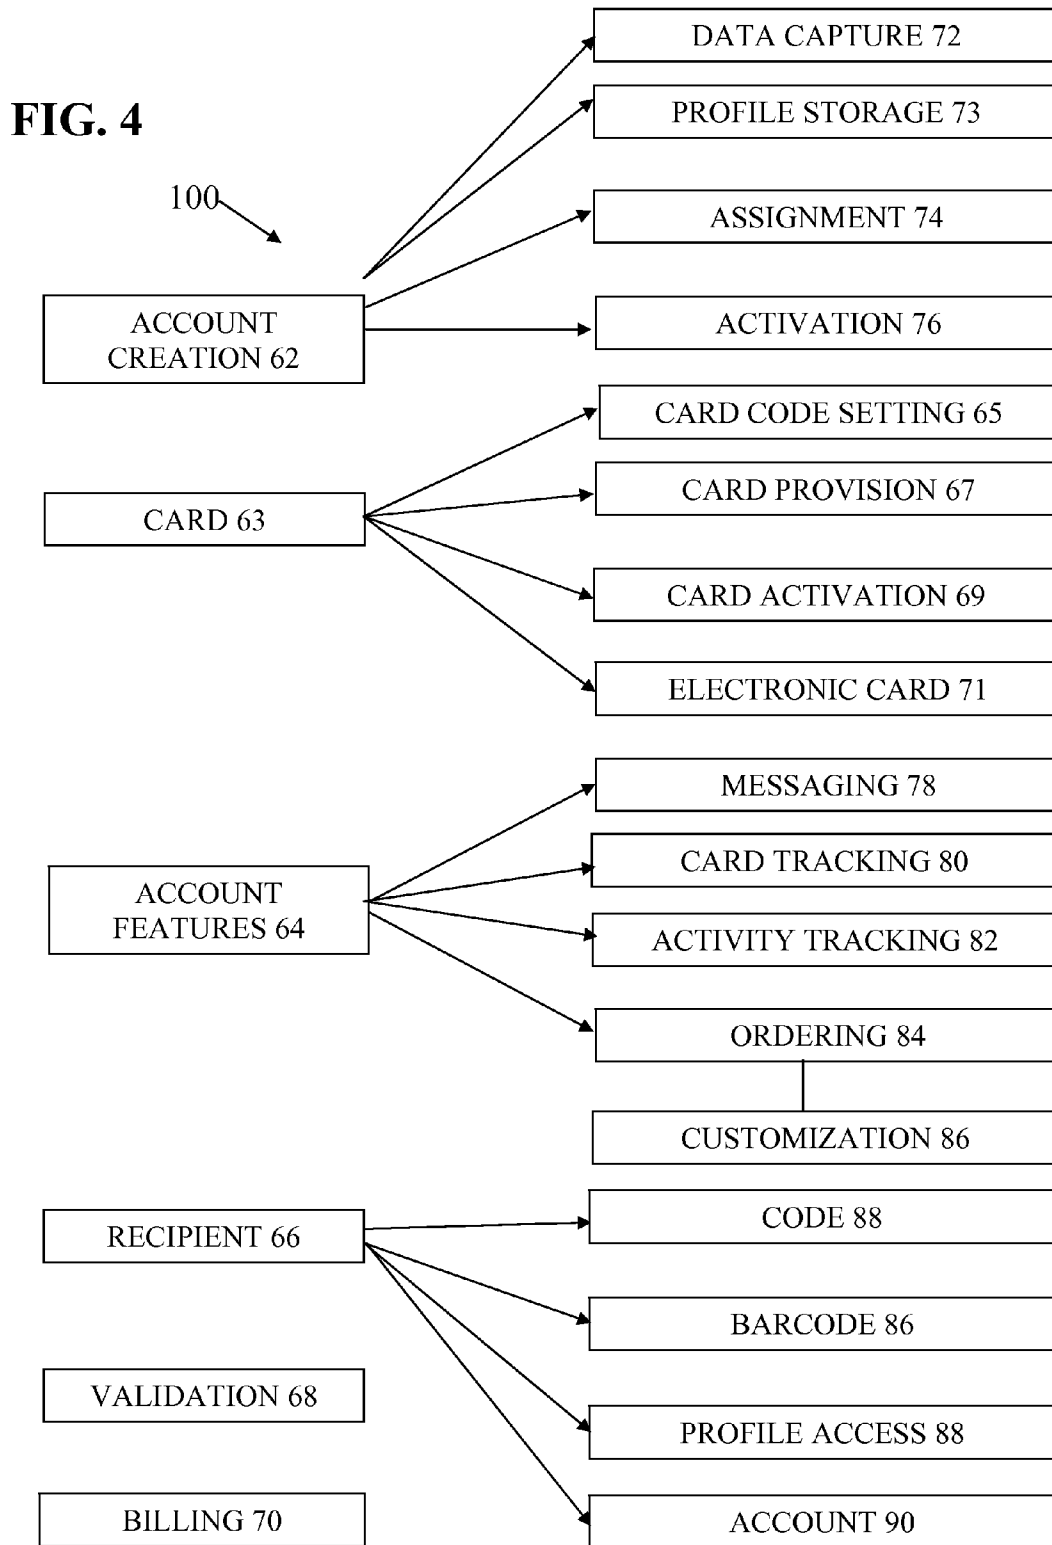 DATA CAPTURE 72
FIG. 4
PROFILE STORAGE 73
100
ASSIGNMENT 74
ACCOUNT
CREATION 62
ACTIVATION 76
CARD CODE SETTING 65
CARD 63
CARD PROVISION 67
CARD ACTIVATION 69
ELECTRONIC CARD 71
MESSAGING 78
ACCOUNT
FEATURES 64
CARD TRACKING 80
ACTIVITY TRACKING 82
ORDERING 84
CUSTOMIZATION 86
RECIPIENT 66
CODE 88
BARCODE 86
VALIDATION 68
PROFILE ACCESS 88
BILLING 70
ACCOUNT 90